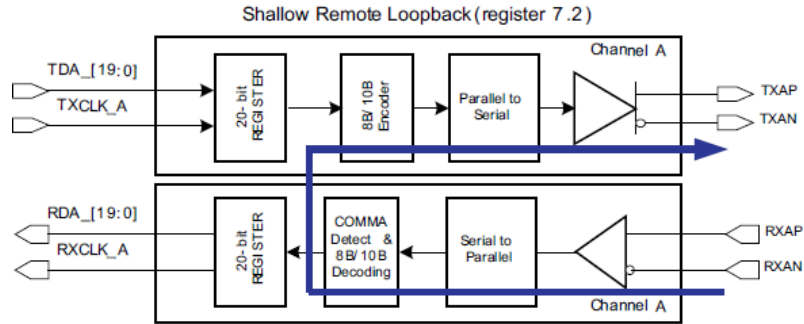 Shallow Remote Loopback (register 7.2)
Channel A
TDA_[19:0]
TXCLK_A
20- bit
REGISTER
8B/ 10B
Encoder
Parallel to
Serial
TXAP
TXAN
RDA_[19:0]
RXCLK_A
20- bit
REGISTER
COMMA
Detect &
8B/ 10B
Decoding
Serial to
Parallel
RXAP
RXAN
Channel A